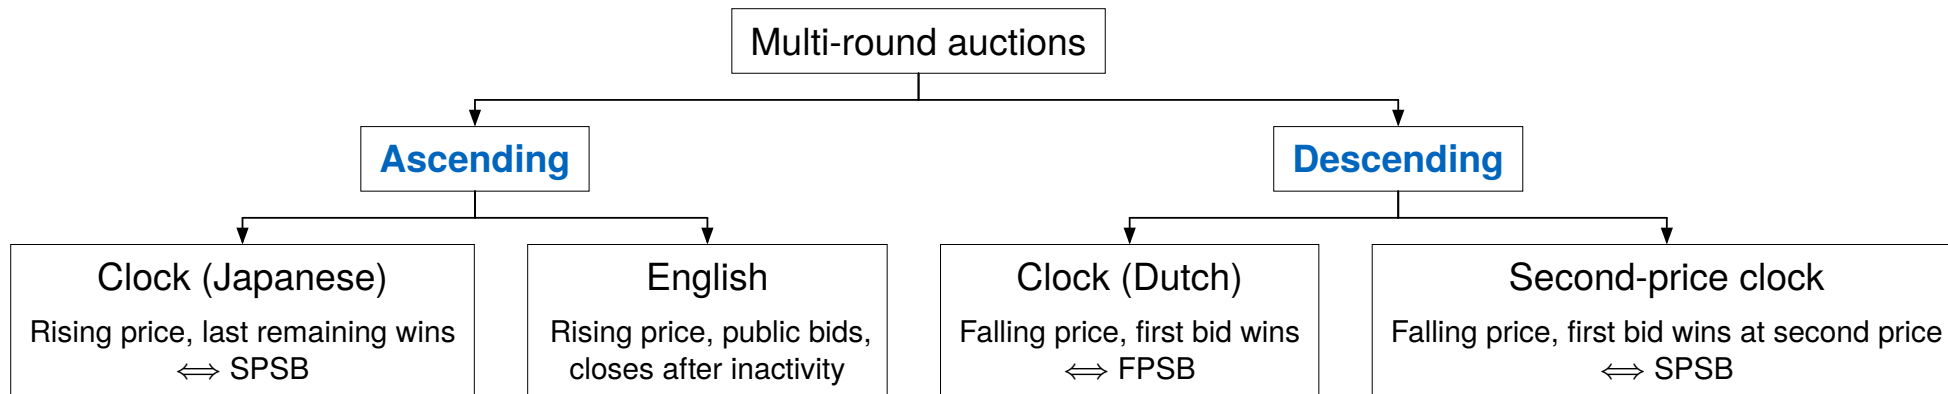 Multi-round auctions
Ascending
Descending
Clock (Japanese)
Rising price, last remaining wins
⟺ SPSB
English
Rising price, public bids,
closes after inactivity
Clock (Dutch)
Falling price, first bid wins
⟺ FPSB
Second-price clock
Falling price, first bid wins at second price
⟺ SPSB